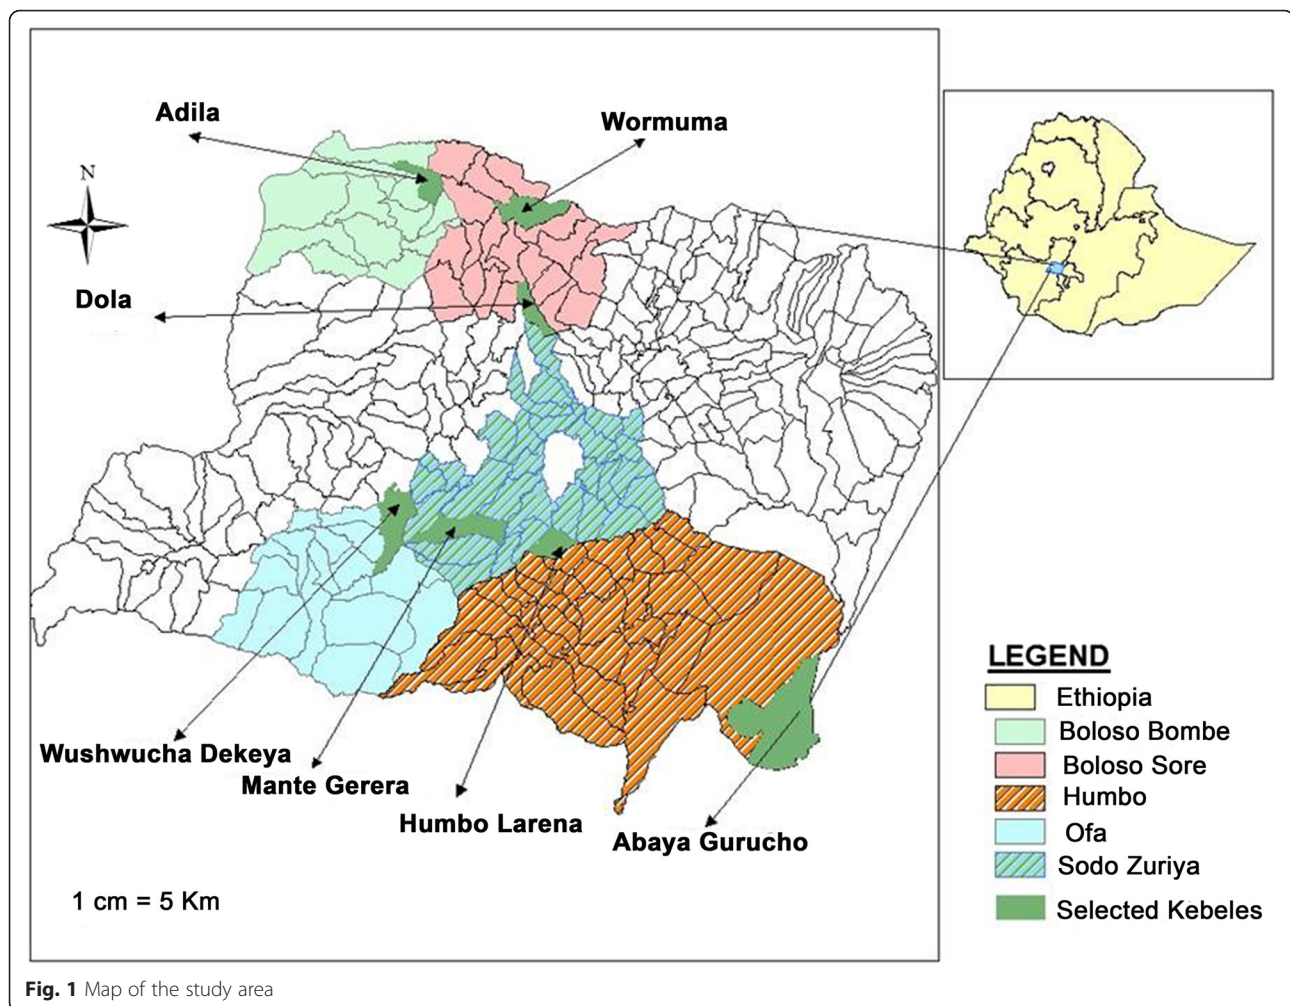 Adila
Wormuma
N
Dola
Wushwucha Dekeya
Mante Gerera
Humbo Larena
Abaya Gurucho
1 cm = 5 Km
LEGEND
Ethiopia
Boloso Bombe
Boloso Sore
Humbo
Ofa
Sodo Zuriya
Selected Kebeles
Fig. 1 Map of the study area